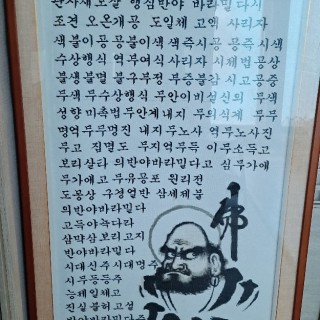 관자재보살 행심반야 바라밀다시
조견 오온개공 도일체 고액 사리자
색불이공 공불이색 색즉시공 공즉시색
수상행식 역부여시 사리자 시제법공상
불생불멸 불구부정 부증불감 시고공중
무색 무수상행식 무안이비설신의 무색
성향 미촉법 무안계내지 무의식계 무무
명역 무무명진 내지 무노사 역무노사진
무고 집멸도 무지역무득 이무소득고
보리살타 의반야바라밀다고 심무가애
무가애고 무유공포 원리전
도몽상 구경열반 삼세제불
의반야바라밀다
고득아뇩다라
삼먁삼보리고지
반야바라밀다
시대신주 시대명주
시무등등주
능제일체고
진실불허고설
반야바라밀다주